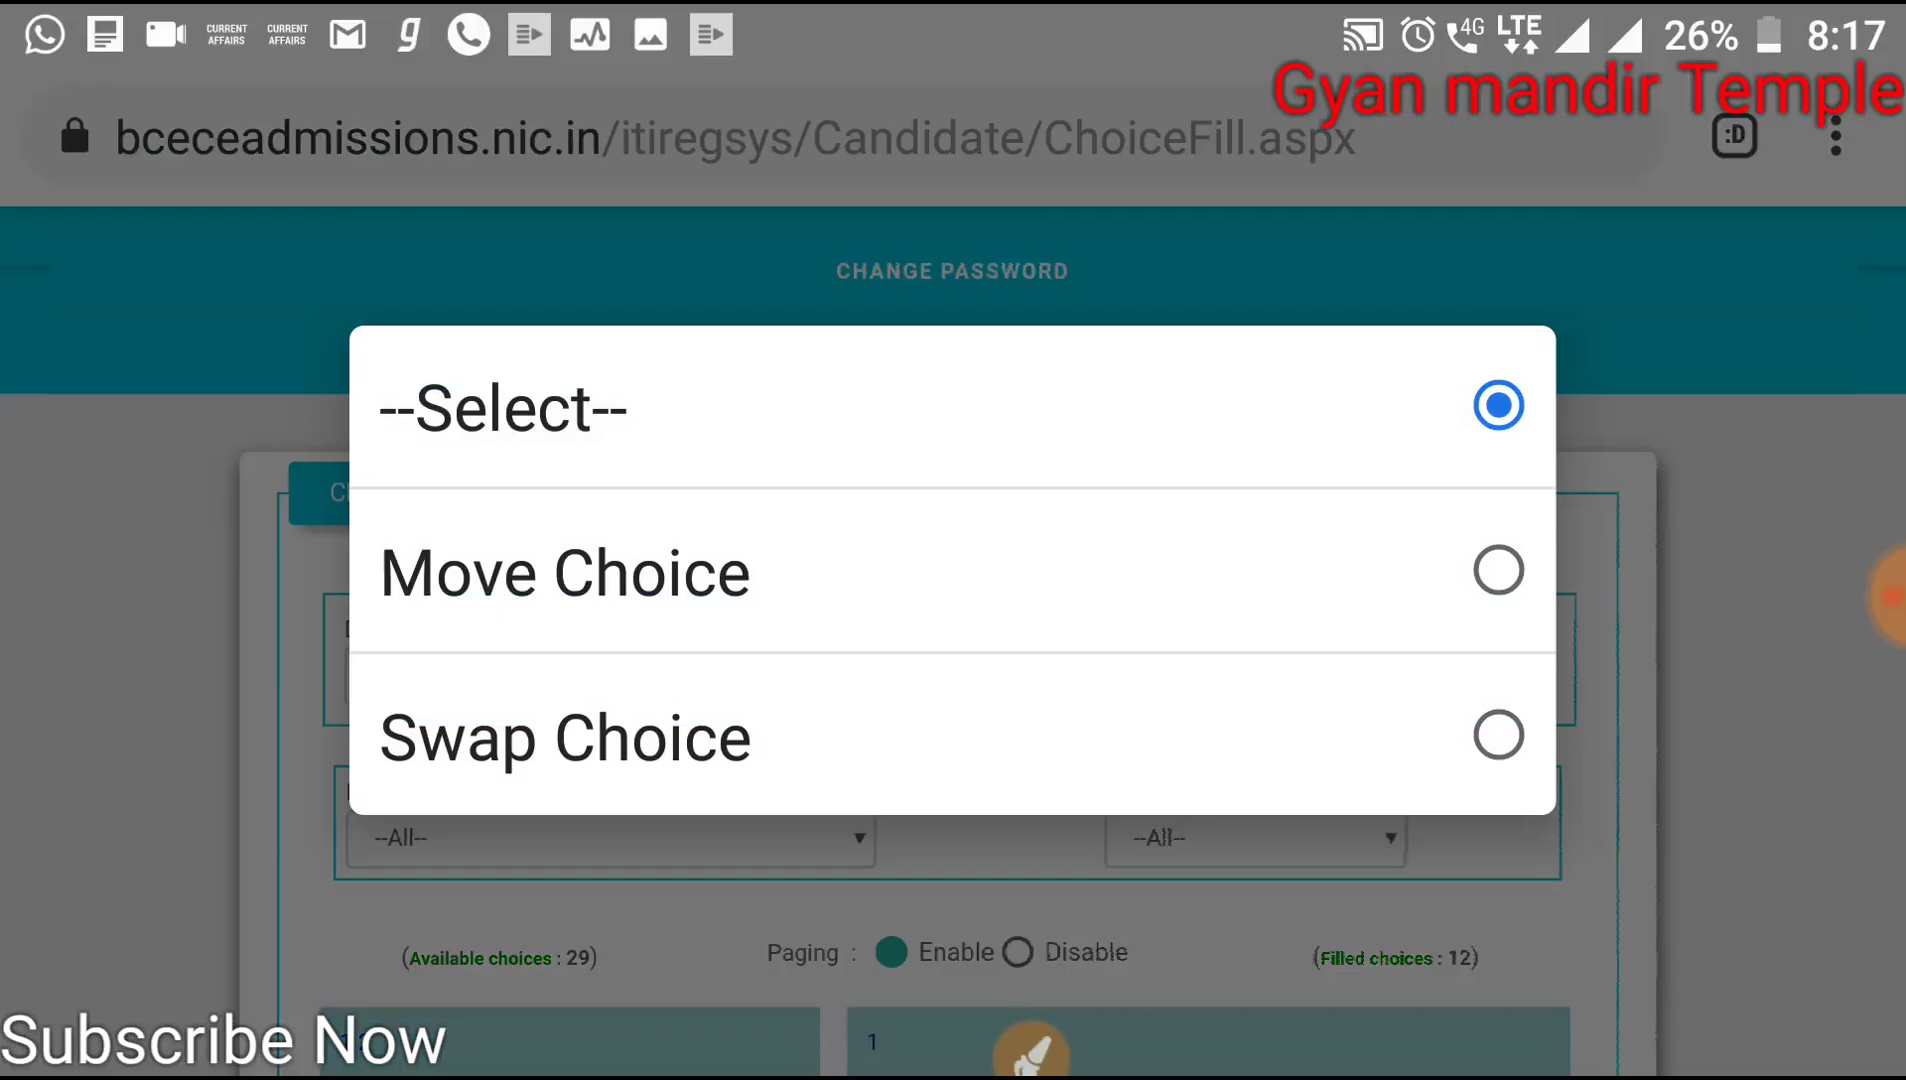 CURRENT AFFAIRS
CURRENT AFFAIRS
g
4G
LTE
26%
8:17
Gyan mandir Temple
bceceadmissions.nic.in/itiregsys/Candidate/ChoiceFill.aspx
:D
CHANGE PASSWORD
--Select--
Move Choice
Swap Choice
--All--
--All--
(Available choices : 29)
Paging : Enable Disable
(Filled choices : 12)
1
Subscribe Now